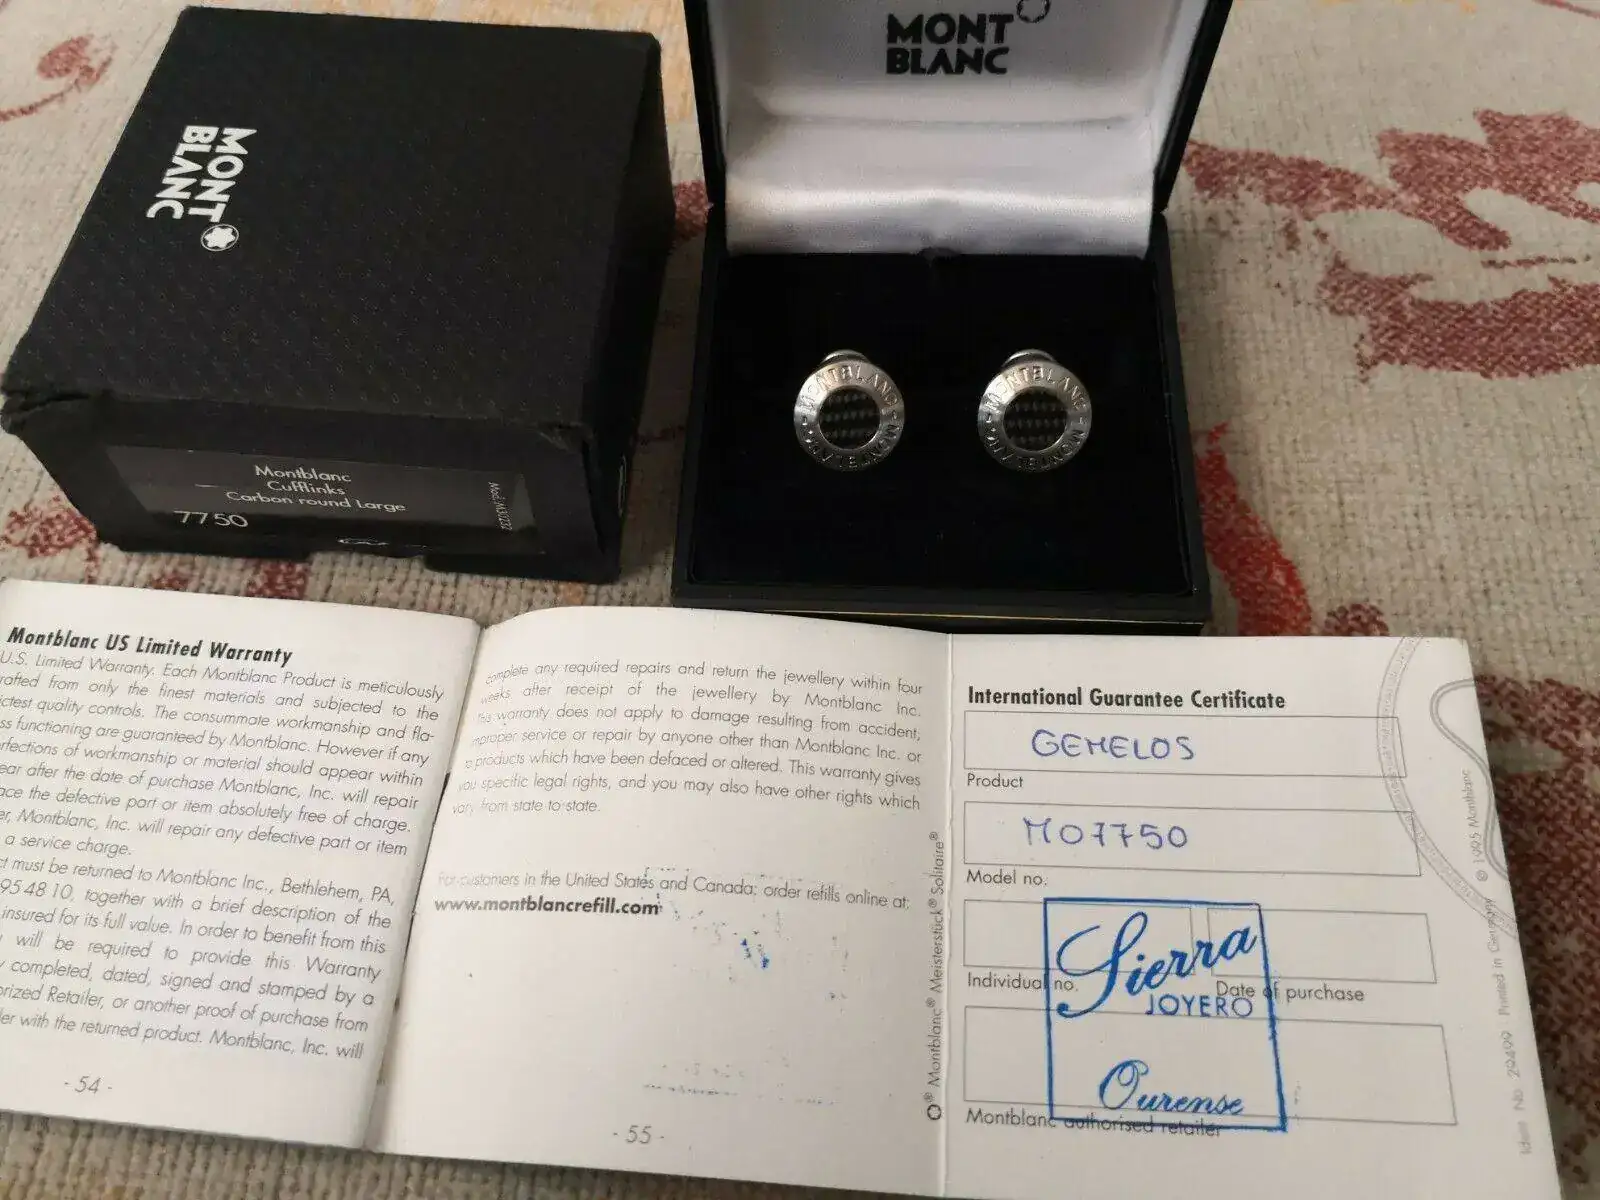 MONT
BLANC
MONT
BLANC
Montblanc
Cufflinks
Carbon round Large
7750
MONTBLANC - MONTBLANC
MONTBLANC - MONTBLANC
Montblanc US Limited Warranty
U.S. Limited Warranty. Each Montblanc Product is meticulously
rafted from only the finest materials and subjected to the
ictest quality controls. The consummate workmanship and fla-
ss functioning are guaranteed by Montblanc. However if any
rfections of workmanship or material should appear within
ear after the date of purchase Montblanc, Inc. will repair
ace the defective part or item absolutely free of charge.
er, Montblanc, Inc. will repair any defective part or item
a service charge.
ct must be returned to Montblanc Inc., Bethlehem, PA,
95 48 10, together with a brief description of the
insured for its full value. In order to benefit from this
will be required to provide this Warranty
y completed, dated, signed and stamped by a
orized Retailer, or another proof of purchase from
ler with the returned product. Montblanc, Inc. will
- 54 -
complete any required repairs and return the jewellery within four
weeks after receipt of the jewellery by Montblanc Inc.
This warranty does not apply to damage resulting from accident,
improper service or repair by anyone other than Montblanc Inc. or
o products which have been defaced or altered. This warranty gives
you specific legal rights, and you may also have other rights which
vary from state to state.
For customers in the United States and Canada: order refills online at:
www.montblancrefill.com
- 55 -
® Montblanc® Meisterstück® Solitaire®
International Guarantee Certificate
GEMELOS
Product
M07750
Model no.
Individual no.
Date of purchase
Sierra
JOYERO
Ourense
Montblanc authorised retailer
Ident No. 29499 Printed in Germany © 1995 Montblanc